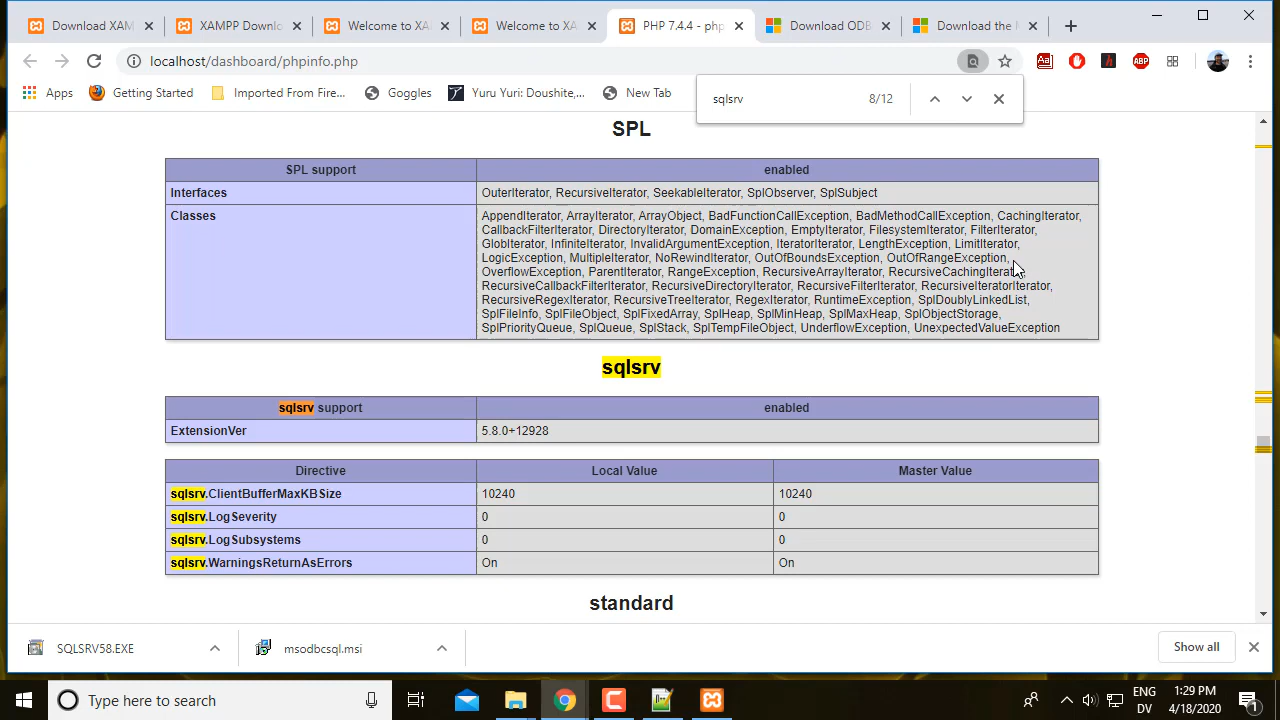 Download XAM
XAMPP Downlo
Welcome to XA
Welcome to XA
PHP 7.4.4 - php
Download ODB
Download the M
localhost/dashboard/phpinfo.php
Apps
Getting Started
Imported From Fire...
Goggles
Yuru Yuri: Doushite,...
New Tab
sqlsrv
8/12
SPL
SPL support enabled
Interfaces OuterIterator, RecursiveIterator, SeekableIterator, SplObserver, SplSubject
Classes AppendIterator, ArrayIterator, ArrayObject, BadFunctionCallException, BadMethodCallException, CachingIterator,
CallbackFilterIterator, DirectoryIterator, DomainException, EmptyIterator, FilesystemIterator, FilterIterator,
GlobIterator, InfiniteIterator, InvalidArgumentException, IteratorIterator, LengthException, LimitIterator,
LogicException, MultipleIterator, NoRewindIterator, OutOfBoundsException, OutOfRangeException,
OverflowException, ParentIterator, RangeException, RecursiveArrayIterator, RecursiveCachingIterator,
RecursiveCallbackFilterIterator, RecursiveDirectoryIterator, RecursiveFilterIterator, RecursiveIteratorIterator,
RecursiveRegexIterator, RecursiveTreeIterator, RegexIterator, RuntimeException, SplDoublyLinkedList,
SplFileInfo, SplFileObject, SplFixedArray, SplHeap, SplMinHeap, SplMaxHeap, SplObjectStorage,
SplPriorityQueue, SplQueue, SplStack, SplTempFileObject, UnderflowException, UnexpectedValueException
sqlsrv
sqlsrv support enabled
ExtensionVer 5.8.0+12928
Directive Local Value Master Value
sqlsrv.ClientBufferMaxKBSize 10240 10240
sqlsrv.LogSeverity 0 0
sqlsrv.LogSubsystems 0 0
sqlsrv.WarningsReturnAsErrors On On
standard
SQLSRV58.EXE
msodbcsql.msi
Show all
Type here to search
ENG
DV
1:29 PM
4/18/2020
1